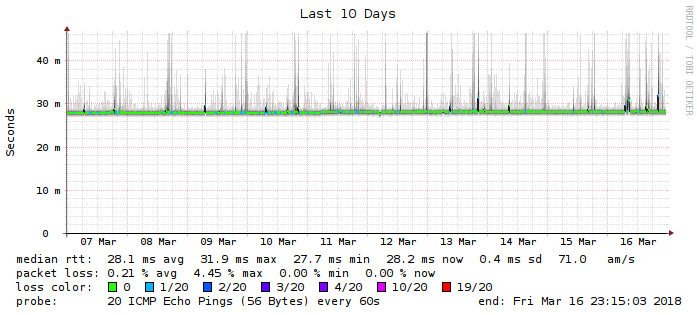 Last 10 Days
RRDTOOL / TOBI OETIKER
Seconds
40 m
30 m
20 m
10 m
0
07 Mar 08 Mar 09 Mar 10 Mar 11 Mar 12 Mar 13 Mar 14 Mar 15 Mar 16 Mar
median rtt: 28.1 ms avg 31.9 ms max 27.7 ms min 28.2 ms now 0.4 ms sd 71.0 am/s
packet loss: 0.21 % avg 4.45 % max 0.00 % min 0.00 % now
loss color: 0 1/20 2/20 3/20 4/20 10/20 19/20
probe: 20 ICMP Echo Pings (56 Bytes) every 60s end: Fri Mar 16 23:15:03 2018